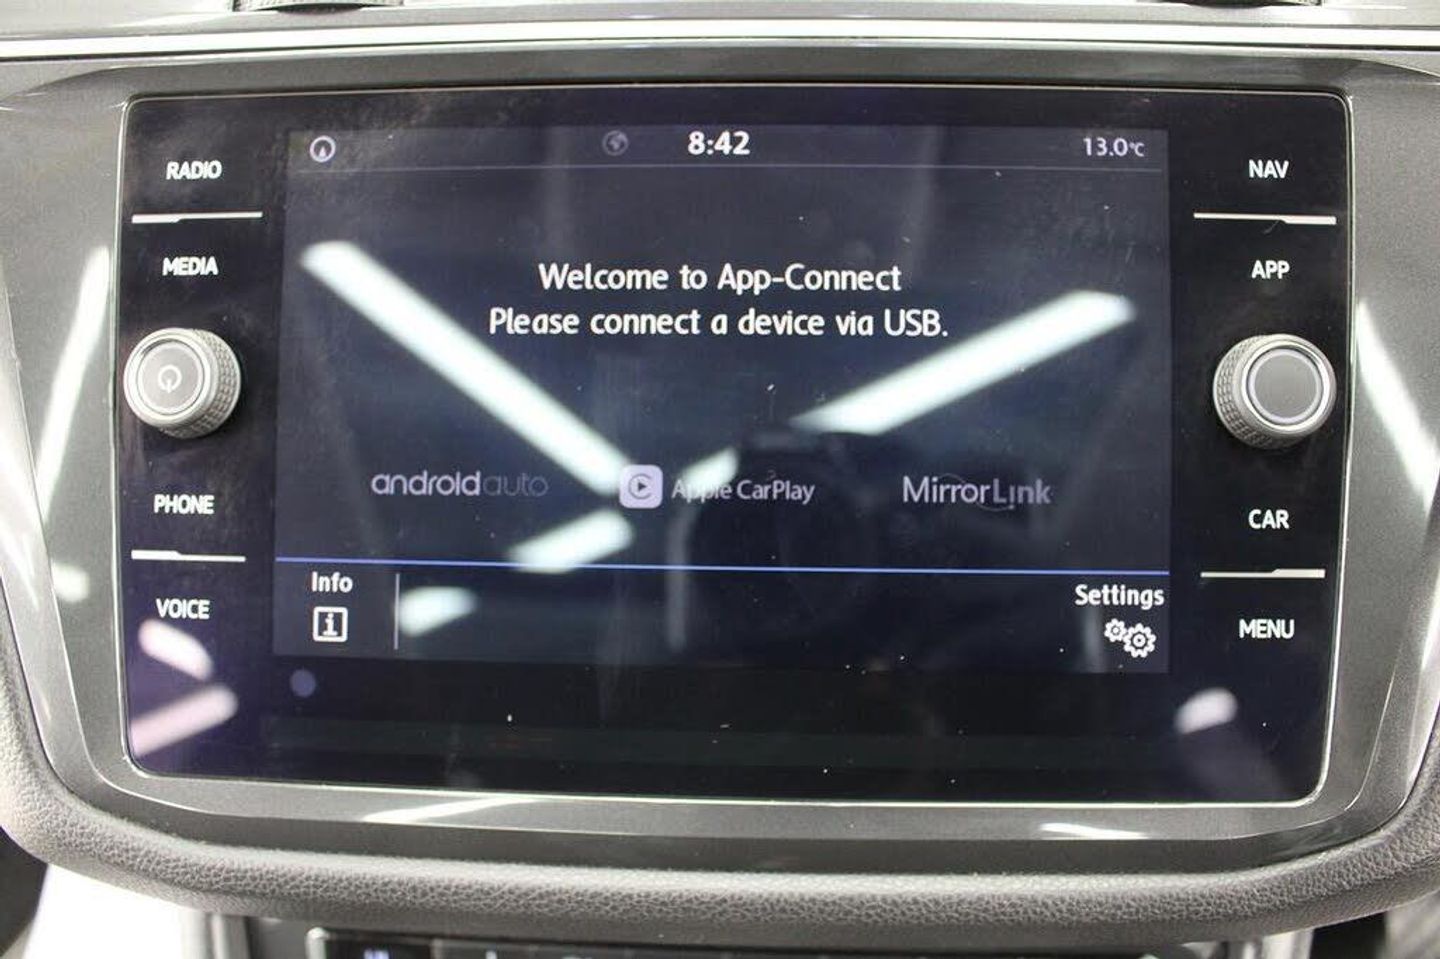 8:42
13.0°C
RADIO
MEDIA
PHONE
VOICE
Welcome to App-Connect
Please connect a device via USB.
androidauto
Apple CarPlay
MirrorLink
Info
i
Settings
NAV
APP
CAR
MENU